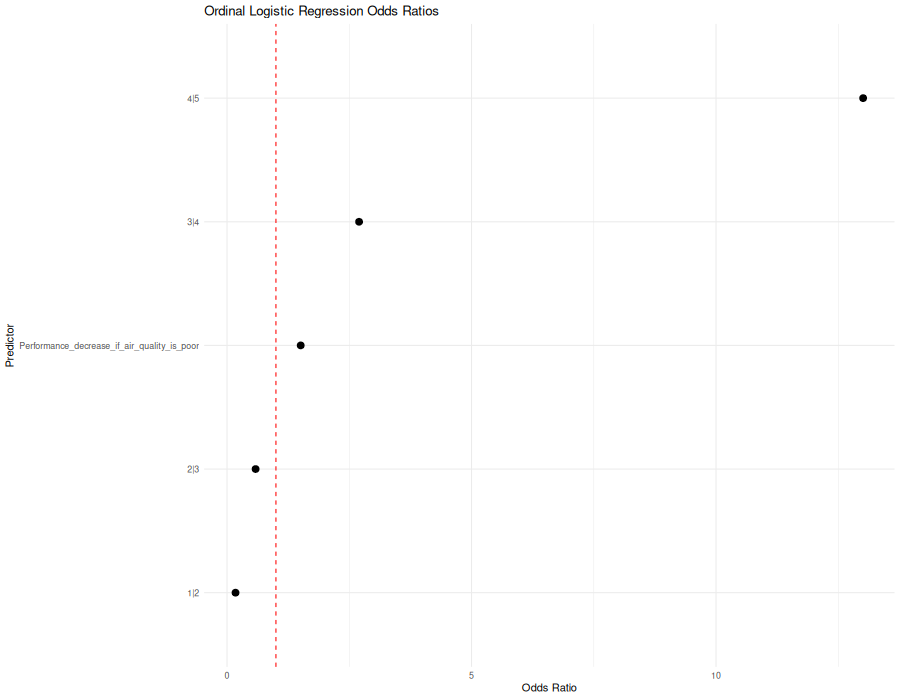 Ordinal Logistic Regression Odds Ratios
4|5
3|4
Performance_decrease_if_air_quality_is_poor
2|3
1|2
Predictor
0
5
10
Odds Ratio